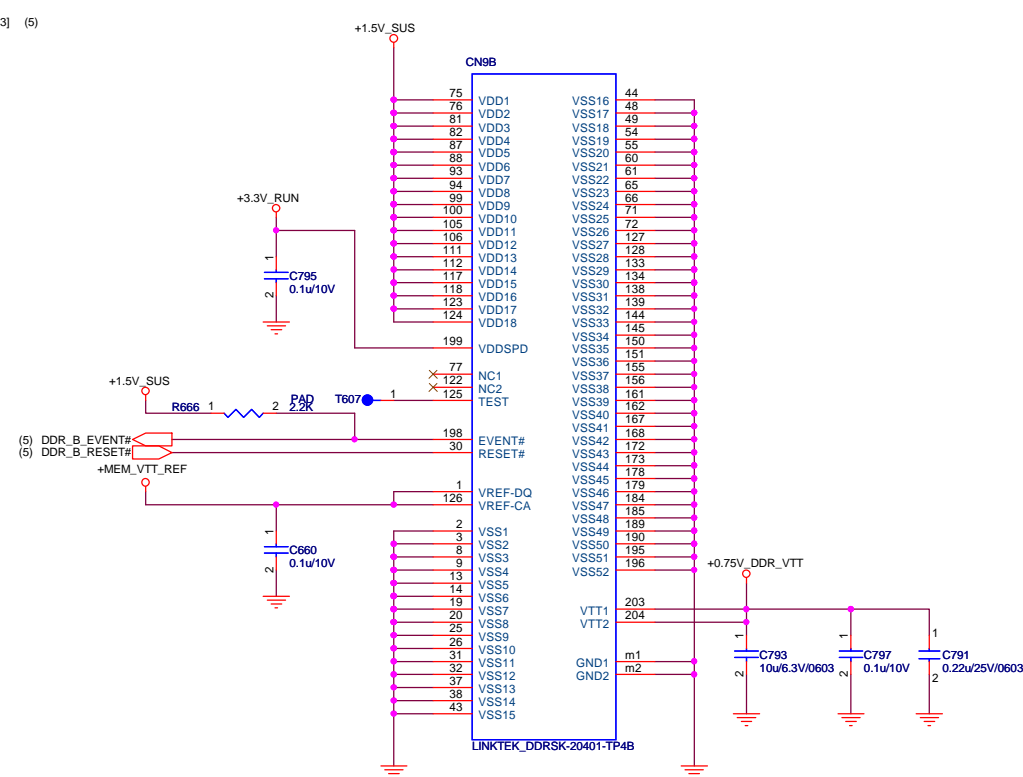 3] (5)
+1.5V_SUS
CN9B
75 VDD1 VSS16 44
76 VDD2 VSS17 48
81 VDD3 VSS18 49
82 VDD4 VSS19 54
87 VDD5 VSS20 55
88 VDD6 VSS21 60
93 VDD7 VSS22 61
94 VDD8 VSS23 65
99 VDD9 VSS24 66
100 VDD10 VSS25 71
105 VDD11 VSS26 72
106 VDD12 VSS27 127
111 VDD13 VSS28 128
112 VDD14 VSS29 133
117 VDD15 VSS30 134
118 VDD16 VSS31 138
123 VDD17 VSS32 139
124 VDD18 VSS33 144
VSS34 145
199 VDDSPD VSS35 150
VSS36 151
77 NC1 VSS37 155
122 NC2 VSS38 156
125 TEST VSS39 161
VSS40 162
VSS41 167
198 EVENT# VSS42 168
30 RESET# VSS43 172
VSS44 173
VSS45 178
1 VREF-DQ VSS46 179
126 VREF-CA VSS47 184
VSS48 185
2 VSS1 VSS49 189
3 VSS2 VSS50 190
8 VSS3 VSS51 195
9 VSS4 VSS52 196
13 VSS5
14 VSS6
19 VSS7 VTT1 203
20 VSS8 VTT2 204
25 VSS9
26 VSS10
31 VSS11 GND1 m1
32 VSS12 GND2 m2
37 VSS13
38 VSS14
43 VSS15
LINKTEK_DDRSK-20401-TP4B
+3.3V_RUN
1
C795
0.1u/10V
2
+1.5V_SUS
R666 1 2 PAD
2.2K
T607 1
(5) DDR_B_EVENT#
(5) DDR_B_RESET#
+MEM_VTT_REF
1
C660
0.1u/10V
2
+0.75V_DDR_VTT
1
C793
10u/6.3V/0603
2
1
C797
0.1u/10V
2
1
C791
0.22u/25V/0603
2